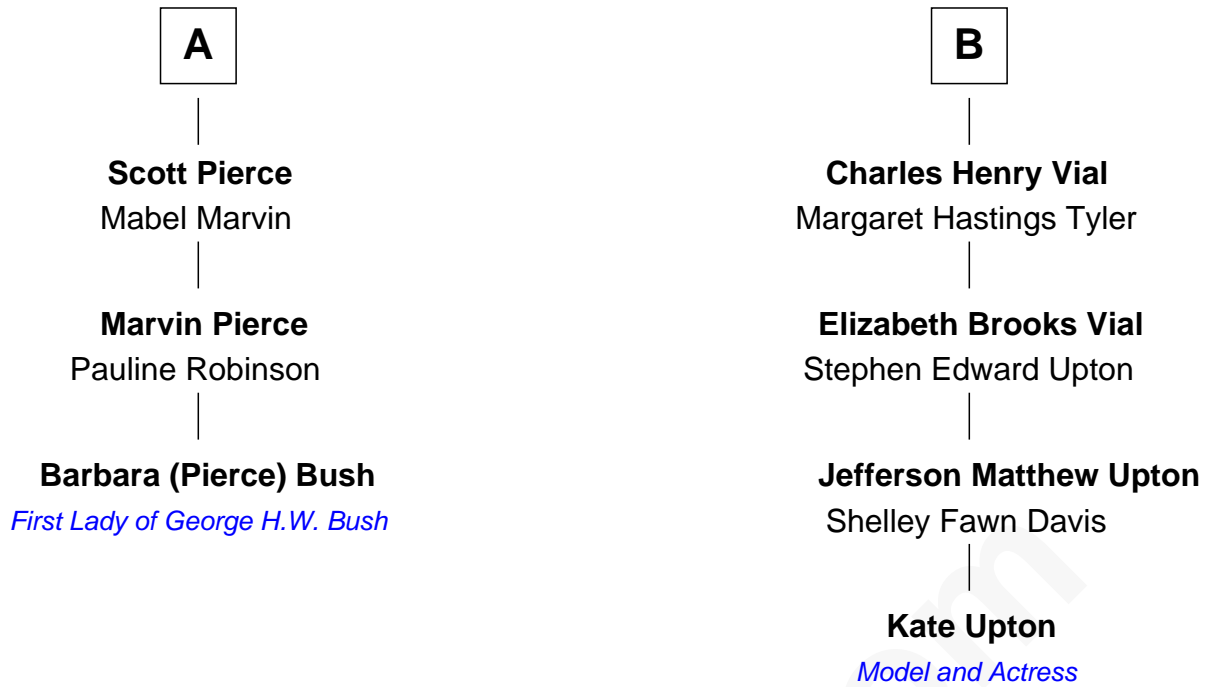 A
Scott Pierce
Mabel Marvin
Marvin Pierce
Pauline Robinson
Barbara (Pierce) Bush
First Lady of George H.W. Bush
B
Charles Henry Vial
Margaret Hastings Tyler
Elizabeth Brooks Vial
Stephen Edward Upton
Jefferson Matthew Upton
Shelley Fawn Davis
Kate Upton
Model and Actress